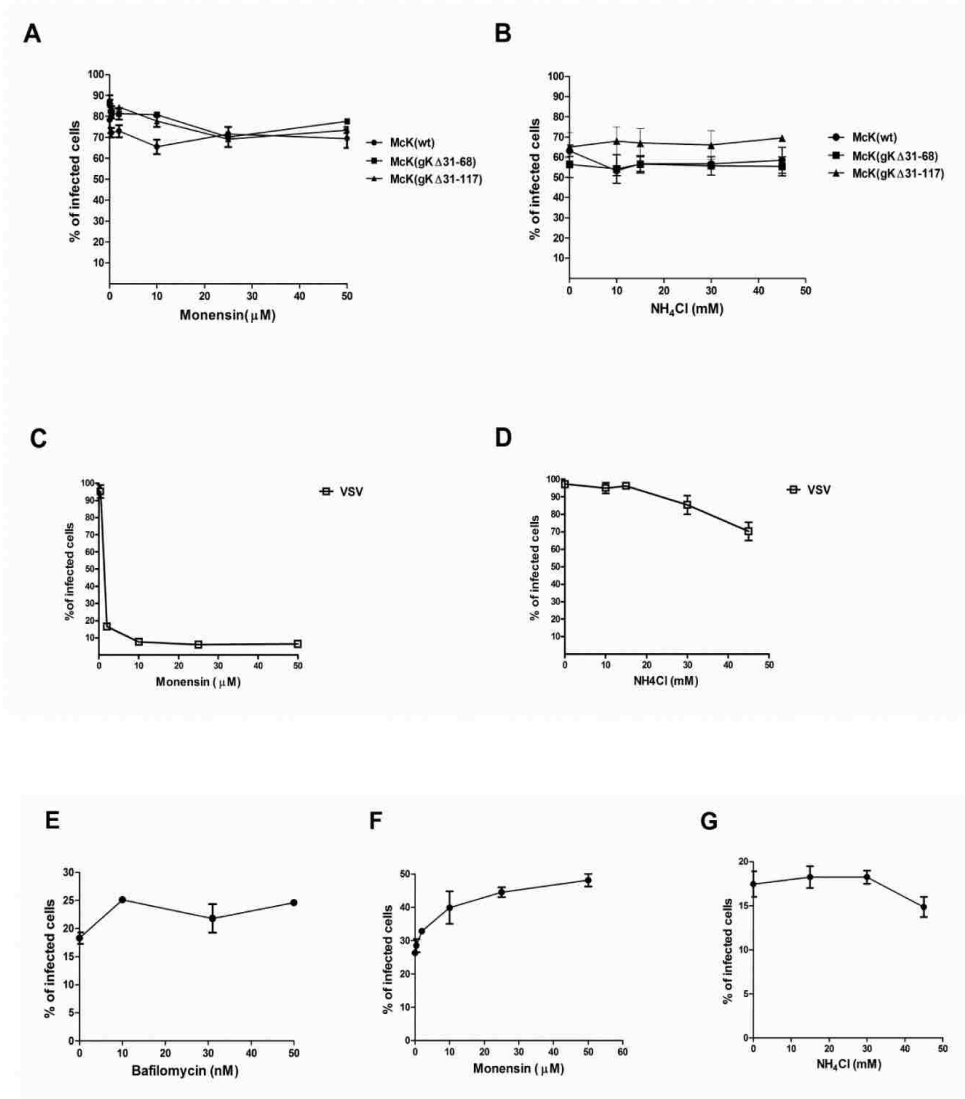 A
100
90
80
70
60
50
40
30
20
10
% of infected cells
0 10 20 30 40 50
Monensin(μM)
McK(wt)
McK(gKΔ31-68)
McK(gKΔ31-117)
B
100
90
80
70
60
50
40
30
20
10
% of infected cells
0 10 20 30 40 50
NH₄Cl (mM)
McK(wt)
McK(gKΔ31-68)
McK(gKΔ31-117)
C
100
90
80
70
60
50
40
30
20
10
%of infected cells
0 10 20 30 40 50
Monensin ( μM)
VSV
D
100
90
80
70
60
50
40
30
20
10
% of infected cells
0 10 20 30 40 50
NH4Cl (mM)
VSV
E
30
25
20
15
10
5
0
% of infected cells
0 10 20 30 40 50
Bafilomycin (nM)
F
50
40
30
20
10
0
% of infected cells
0 10 20 30 40 50 60
Monensin (μM)
G
20
15
10
5
0
% of infected cells
0 10 20 30 40 50
NH₄Cl (mM)